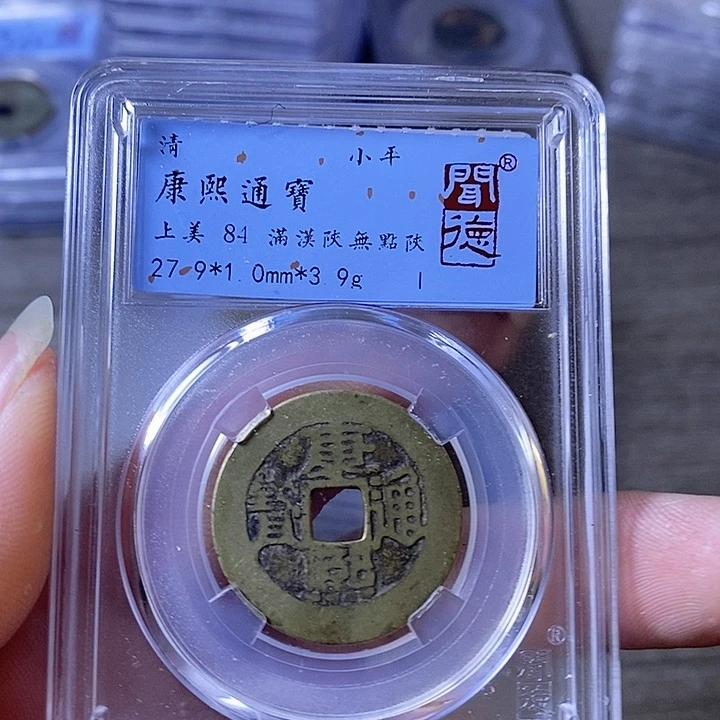 清 小平
康熙通寶
上美 84 滿漢陝無點陝
27.9*1.0mm*3.9g 1
聞德®
康熙通寶
®